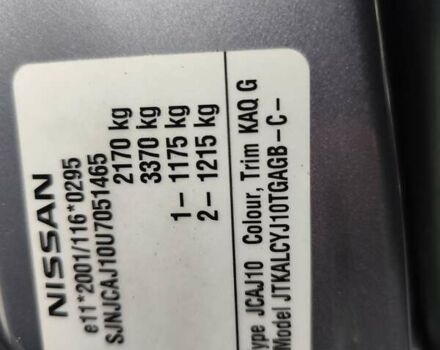 NISSAN
e11*2001/116*0295
SJNJCAJ10U7051465
2170 kg
3370 kg
1– 1175 kg
2– 1215 kg
ype JCAJ10 Colour, Trim KAQ G
Model JTKALCYJ10TGAGB – C –